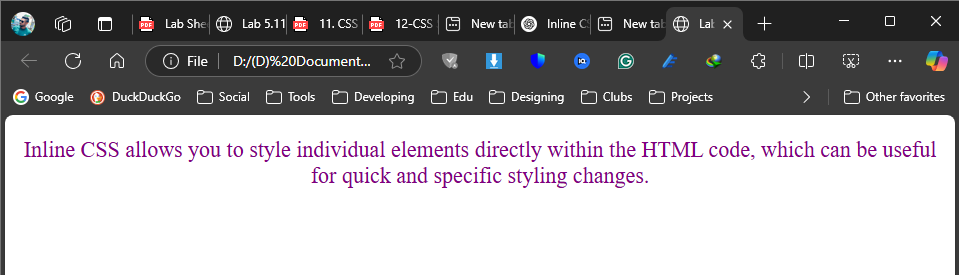 Lab She
Lab 5.11
11. CSS
12-CSS
New tab
Inline C
New tab
Lab
File
D:/(D)%20Document...
Google
DuckDuckGo
Social
Tools
Developing
Edu
Designing
Clubs
Projects
Other favorites
Inline CSS allows you to style individual elements directly within the HTML code, which can be useful
for quick and specific styling changes.